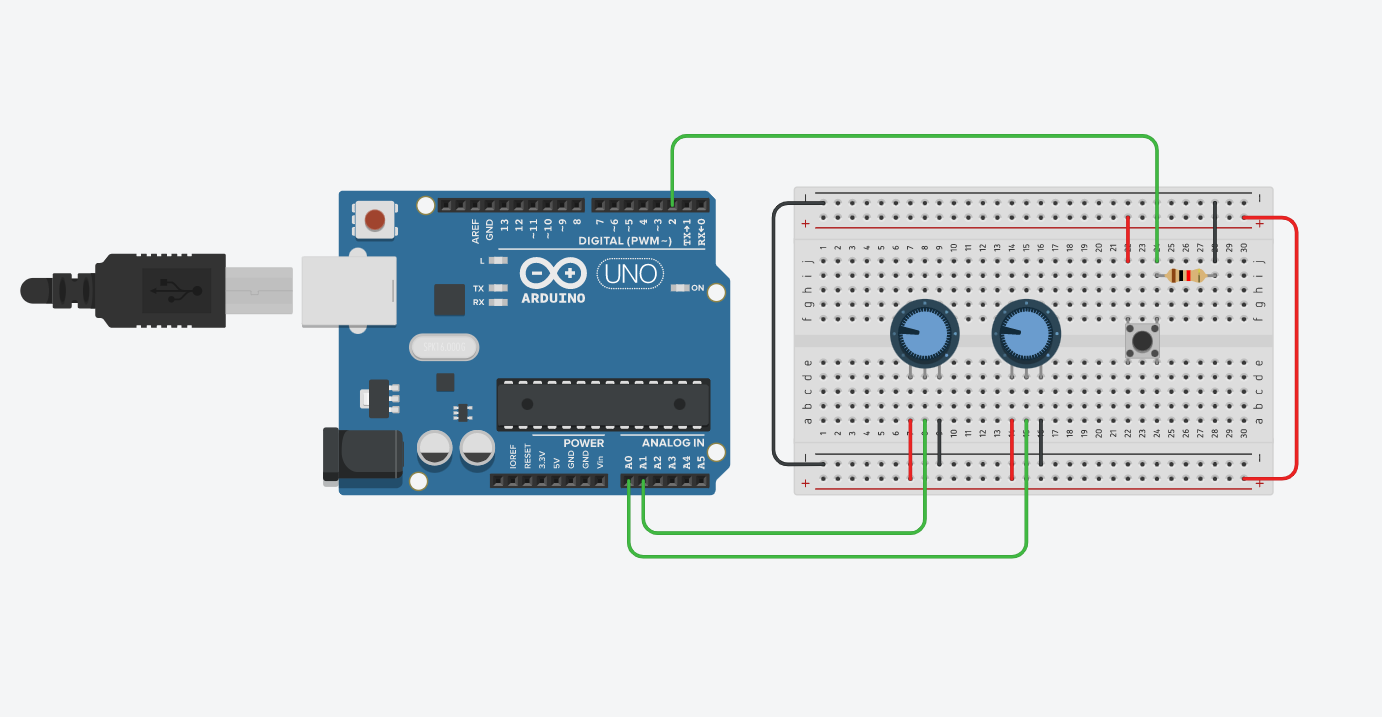 AREF
GND
13
12
~11
~10
~9
8
7
~6
~5
4
~3
2
TX→1
RX←0
DIGITAL (PWM~)
L
TX
RX
ARDUINO
UNO
ON
IOREF
RESET
3.3V
5V
GND
GND
Vin
POWER
A0
A1
A2
A3
A4
A5
ANALOG IN
− −
+ +
1 2 3 4 5 6 7 8 9 10 11 12 13 14 15 16 17 18 19 20 21 22 23 24 25 26 27 28 29 30
j j
i i
h h
g g
f f
e e
d d
c c
b b
a a
1 2 3 4 5 6 7 8 9 10 11 12 13 14 15 16 17 18 19 20 21 22 23 24 25 26 27 28 29 30
− −
+ +